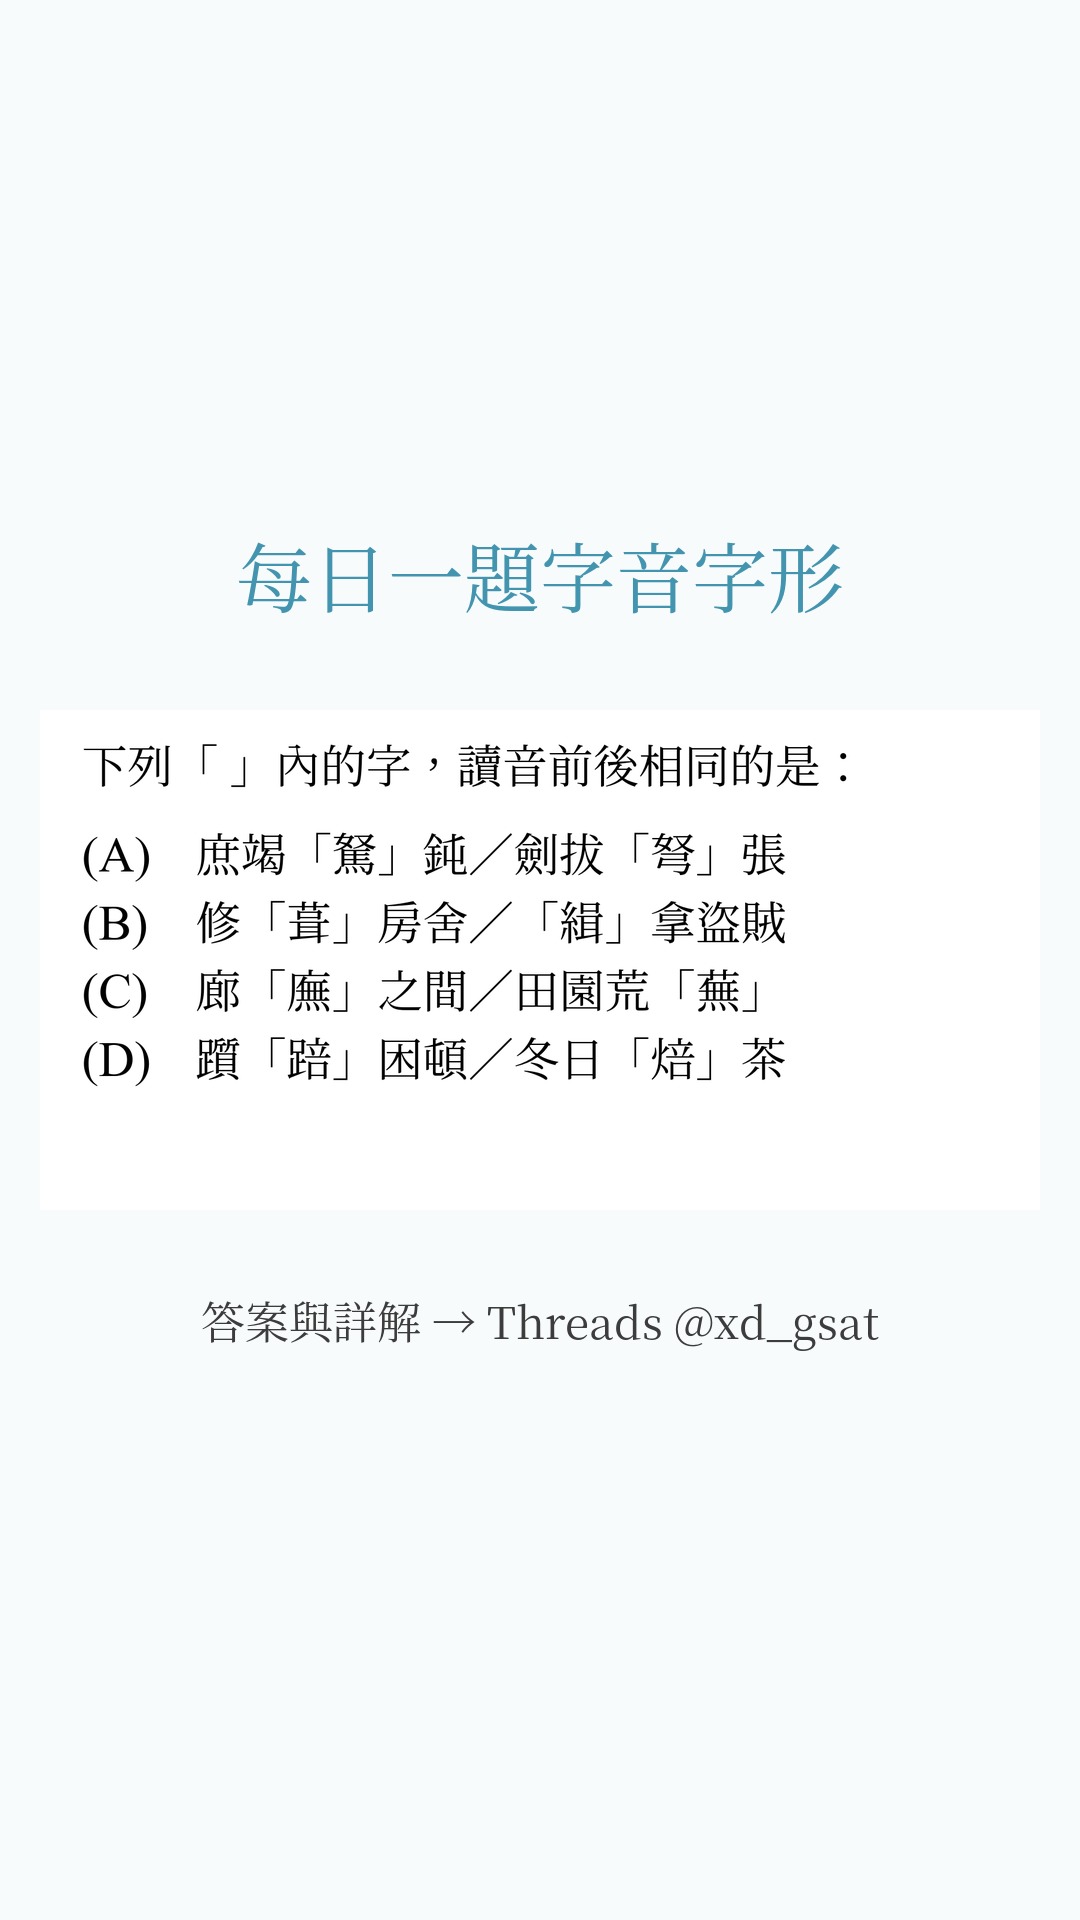 每日一題字音字形
下列「 」內的字，讀音前後相同的是：
(A) 庶竭「駑」鈍／劍拔「弩」張
(B) 修「葺」房舍／「緝」拿盜賊
(C) 廊「廡」之間／田園荒「蕪」
(D) 躓「踣」困頓／冬日「焙」茶
答案與詳解 → Threads @xd_gsat